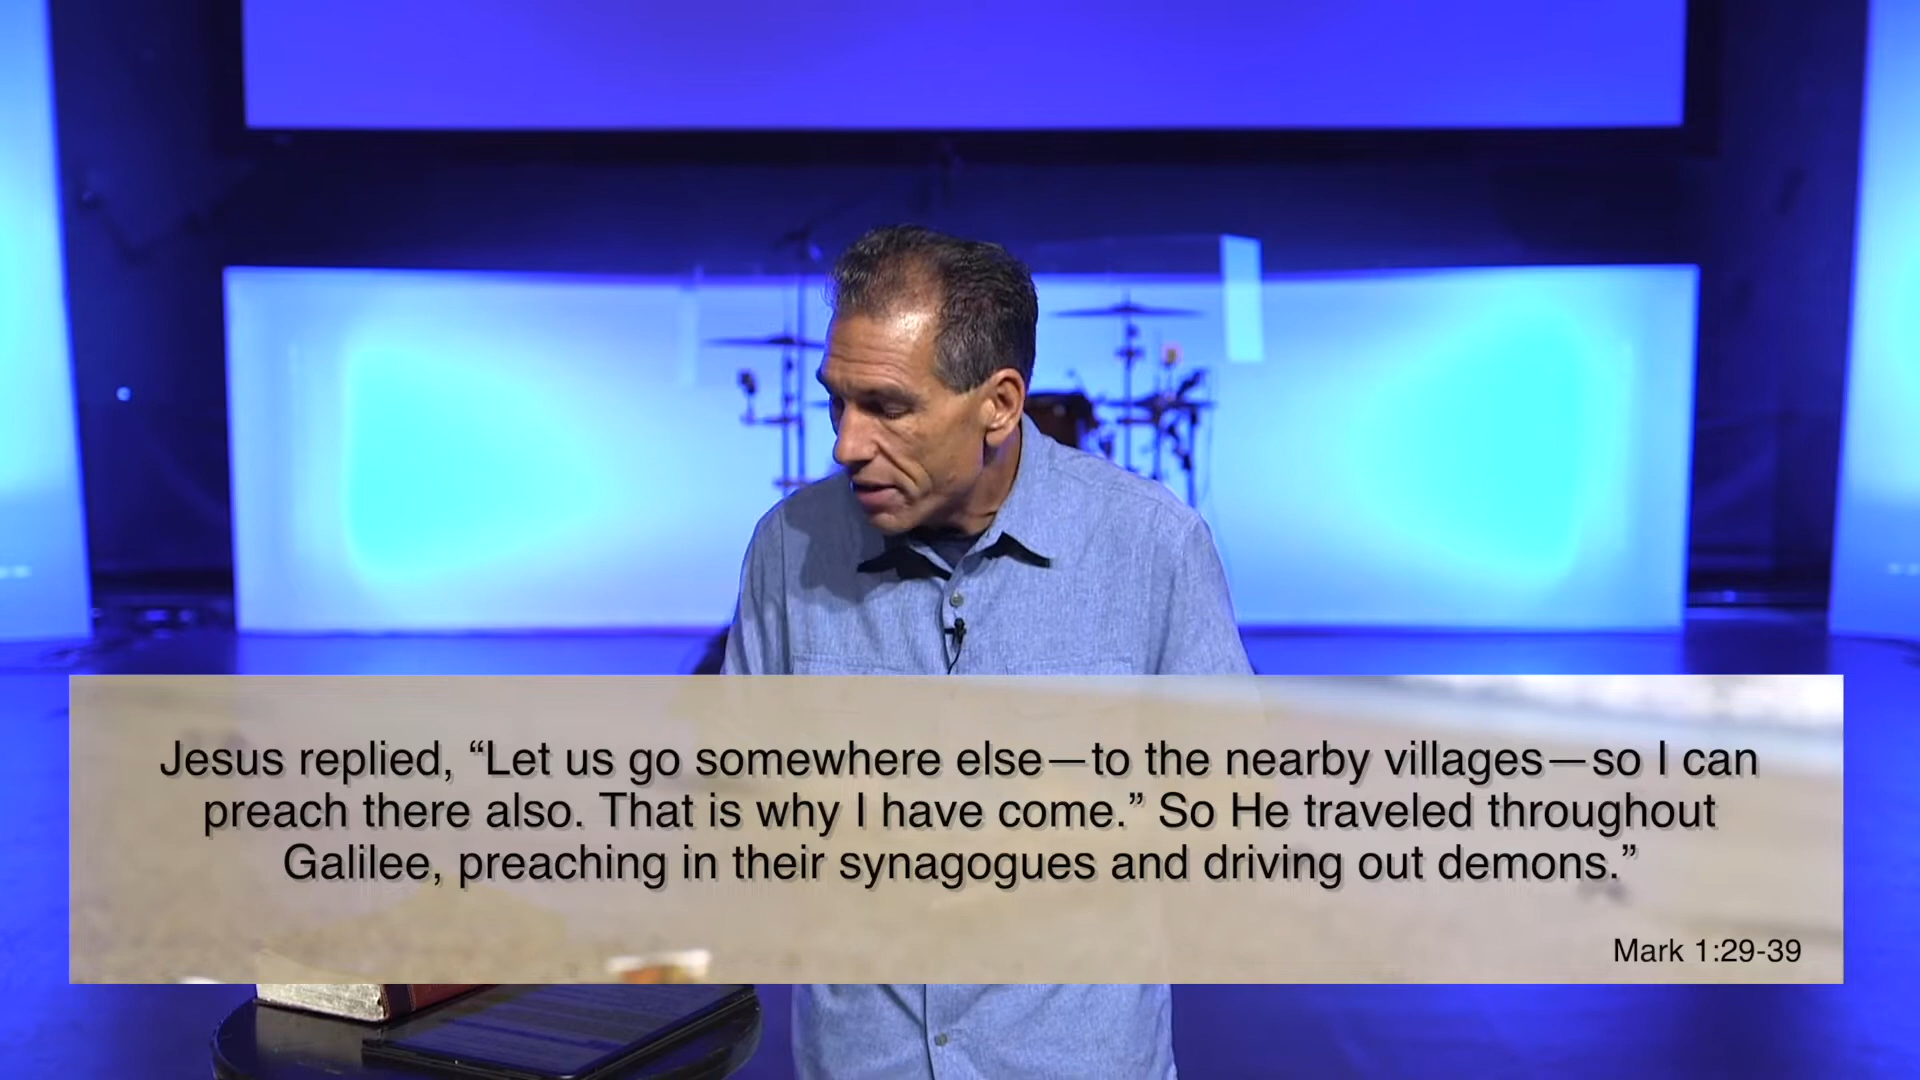 Jesus replied, “Let us go somewhere else—to the nearby villages—so I can
preach there also. That is why I have come.” So He traveled throughout
Galilee, preaching in their synagogues and driving out demons.”
Mark 1:29-39